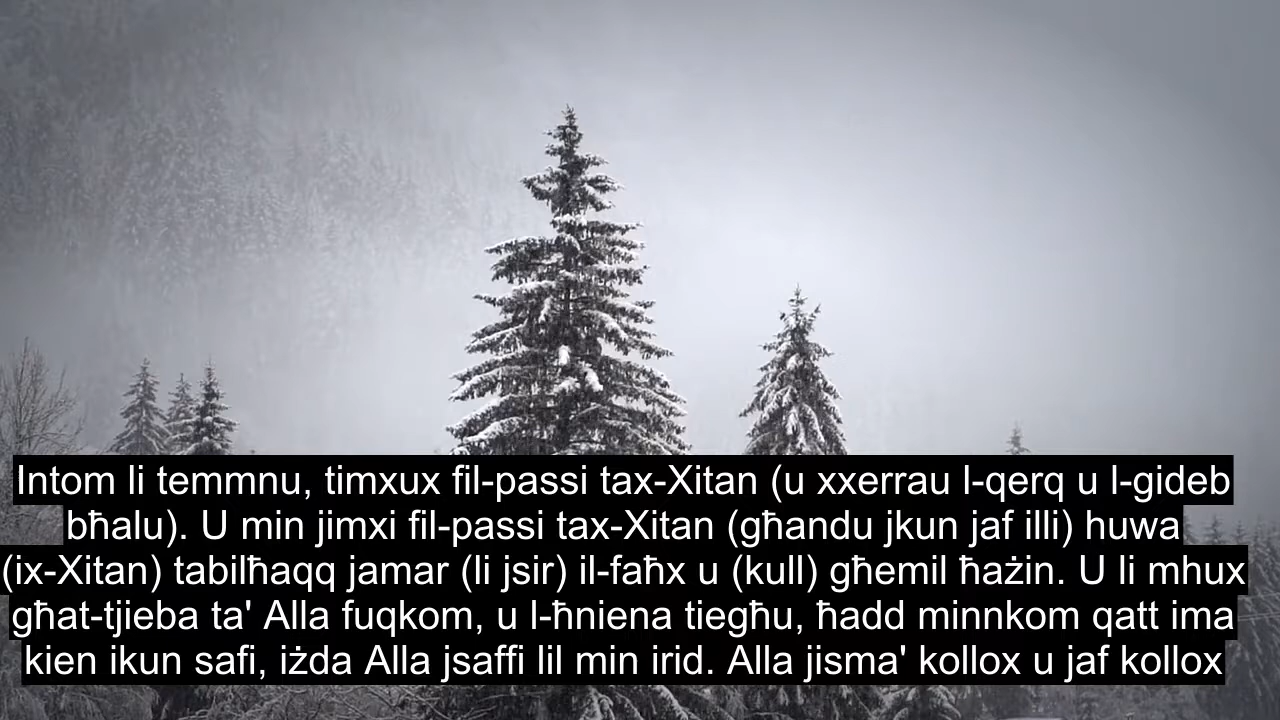 Intom li temmnu, timxux fil-passi tax-Xitan (u xxerrau l-qerq u l-gideb
bħalu). U min jimxi fil-passi tax-Xitan (għandu jkun jaf illi) huwa
(ix-Xitan) tabilħaqq jamar (li jsir) il-faħx u (kull) għemil ħażin. U li mhux
għat-tjieba ta' Alla fuqkom, u l-ħniena tiegħu, ħadd minnkom qatt ima
kien ikun safi, iżda Alla jsaffi lil min irid. Alla jisma' kollox u jaf kollox